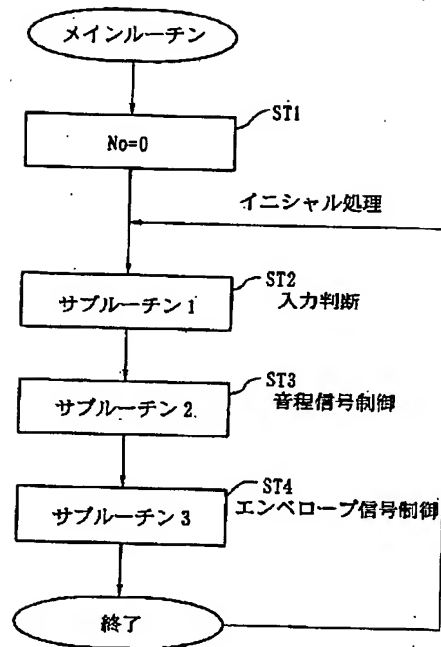 メインルーチン
ST1
No=0
イニシャル処理
ST2
サブルーチン1
入力判断
ST3
サブルーチン2
音程信号制御
ST4
サブルーチン3
エンベロープ信号制御
終了